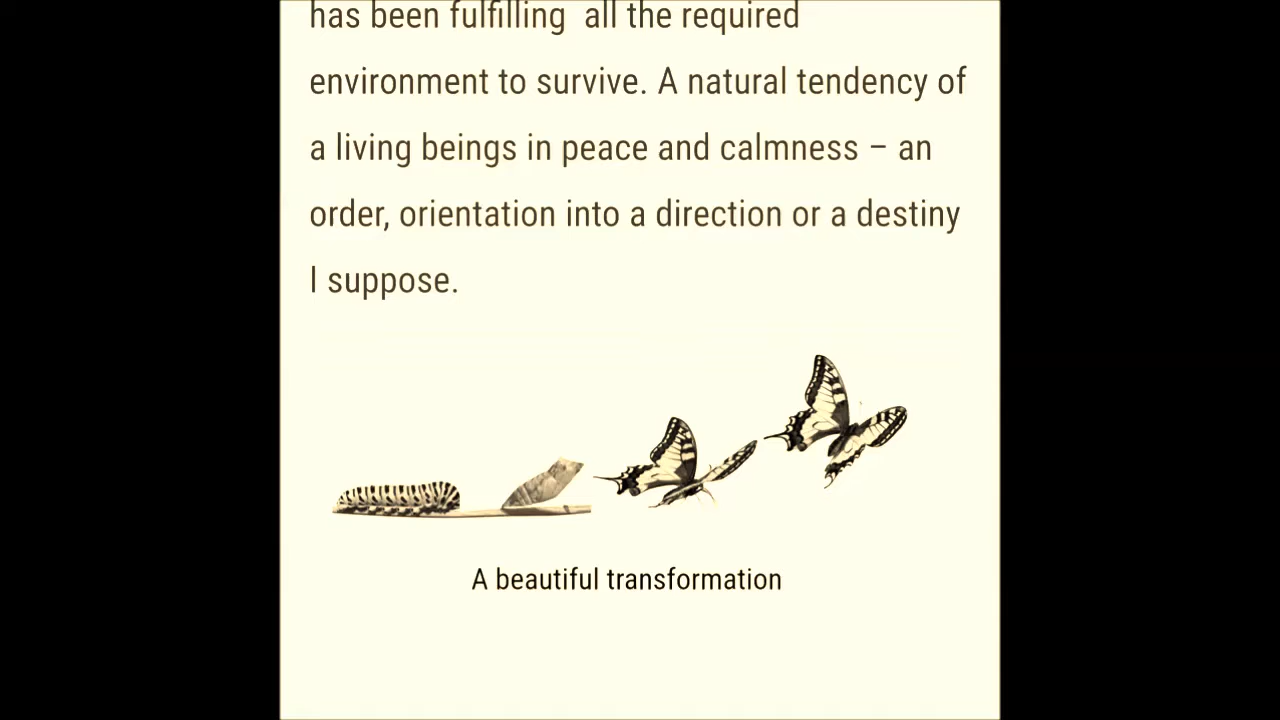 has been fulfilling  all the required
environment to survive. A natural tendency of
a living beings in peace and calmness – an
order, orientation into a direction or a destiny
I suppose.
A beautiful transformation